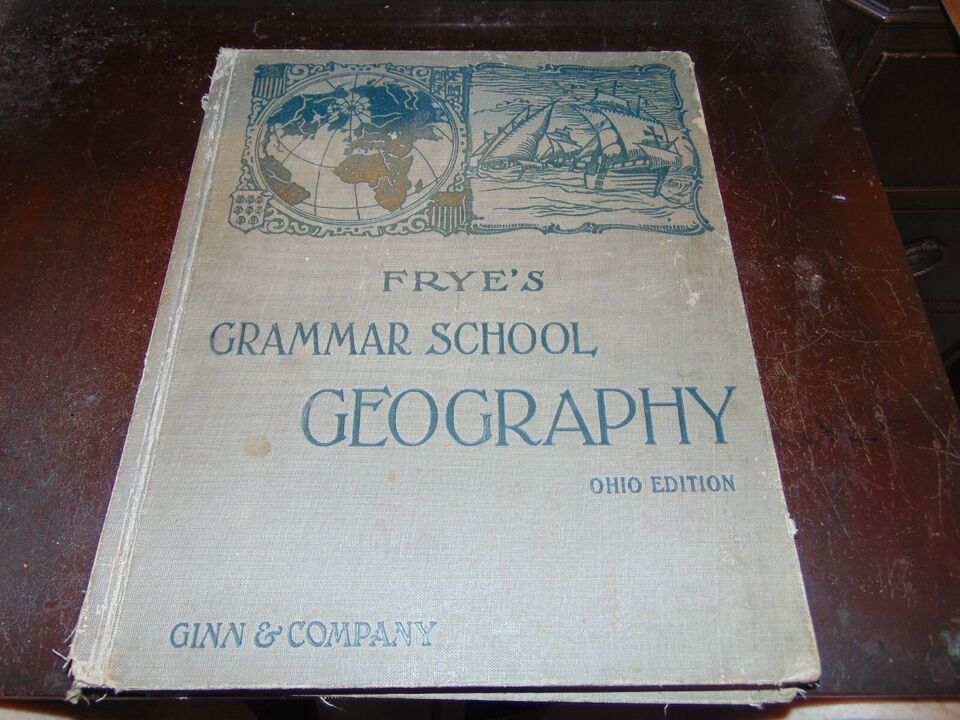 FRYE'S
GRAMMAR SCHOOL
GEOGRAPHY
OHIO EDITION
GINN & COMPANY